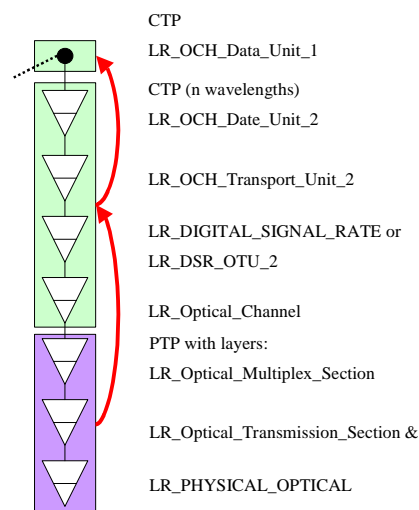 CTP
LR_OCH_Data_Unit_1
CTP (n wavelengths)
LR_OCH_Date_Unit_2
LR_OCH_Transport_Unit_2
LR_DIGITAL_SIGNAL_RATE or
LR_DSR_OTU_2
LR_Optical_Channel
PTP with layers:
LR_Optical_Multiplex_Section
LR_Optical_Transmission_Section &
LR_PHYSICAL_OPTICAL